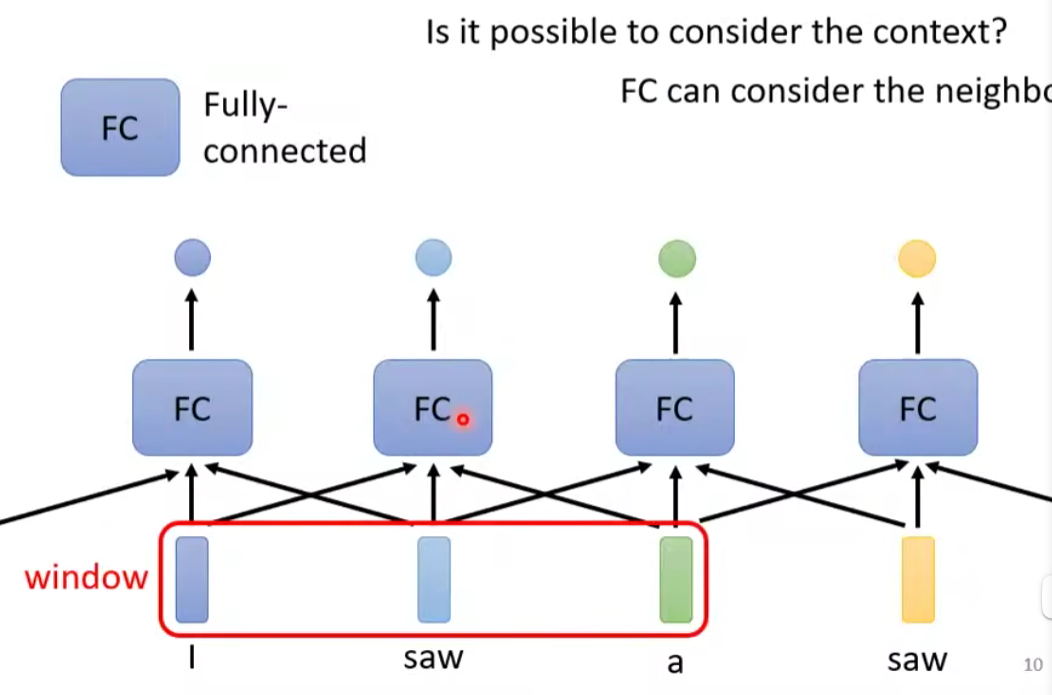 Is it possible to consider the context?
FC can consider the
FC
Fully-
connected
FC
FC
FC
FC
window
I
saw
a
saw
10